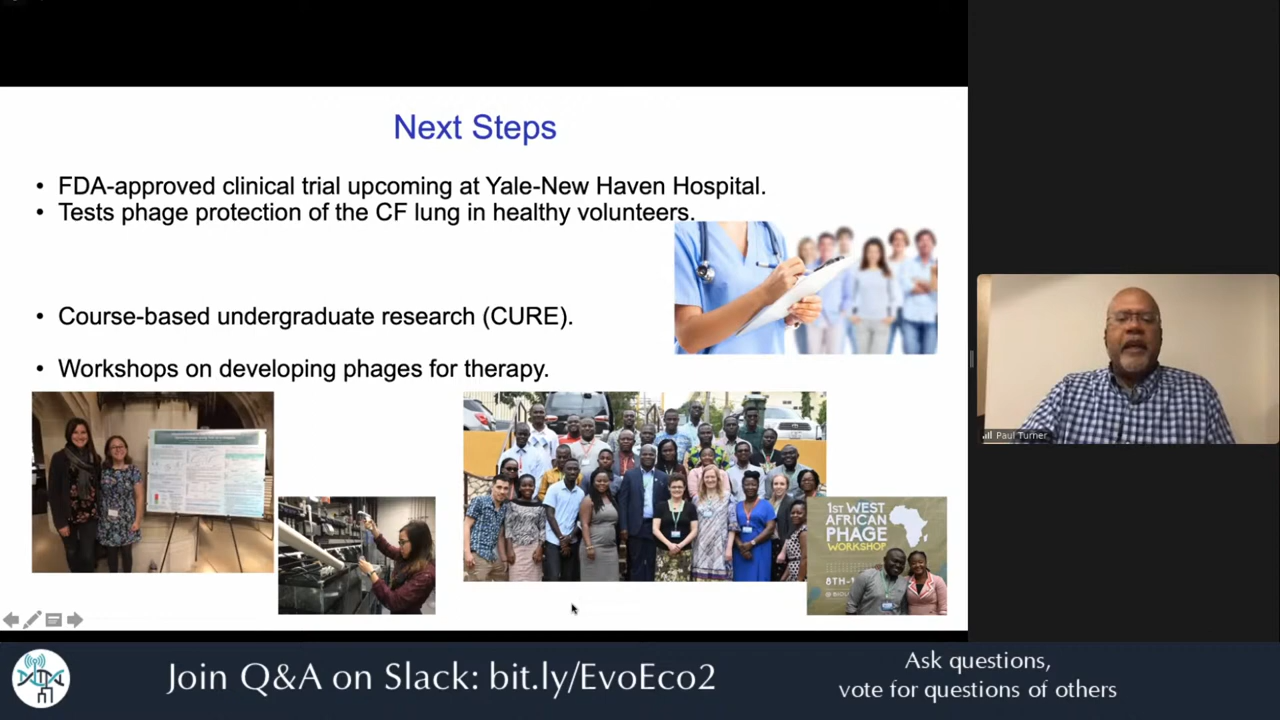 Next Steps
• FDA-approved clinical trial upcoming at Yale-New Haven Hospital.
• Tests phage protection of the CF lung in healthy volunteers.
• Course-based undergraduate research (CURE).
• Workshops on developing phages for therapy.
1ST WEST
AFRICAN
PHAGE
WORKSHOP
Paul Turner
Join Q&A on Slack: bit.ly/EvoEco2
Ask questions,
vote for questions of others